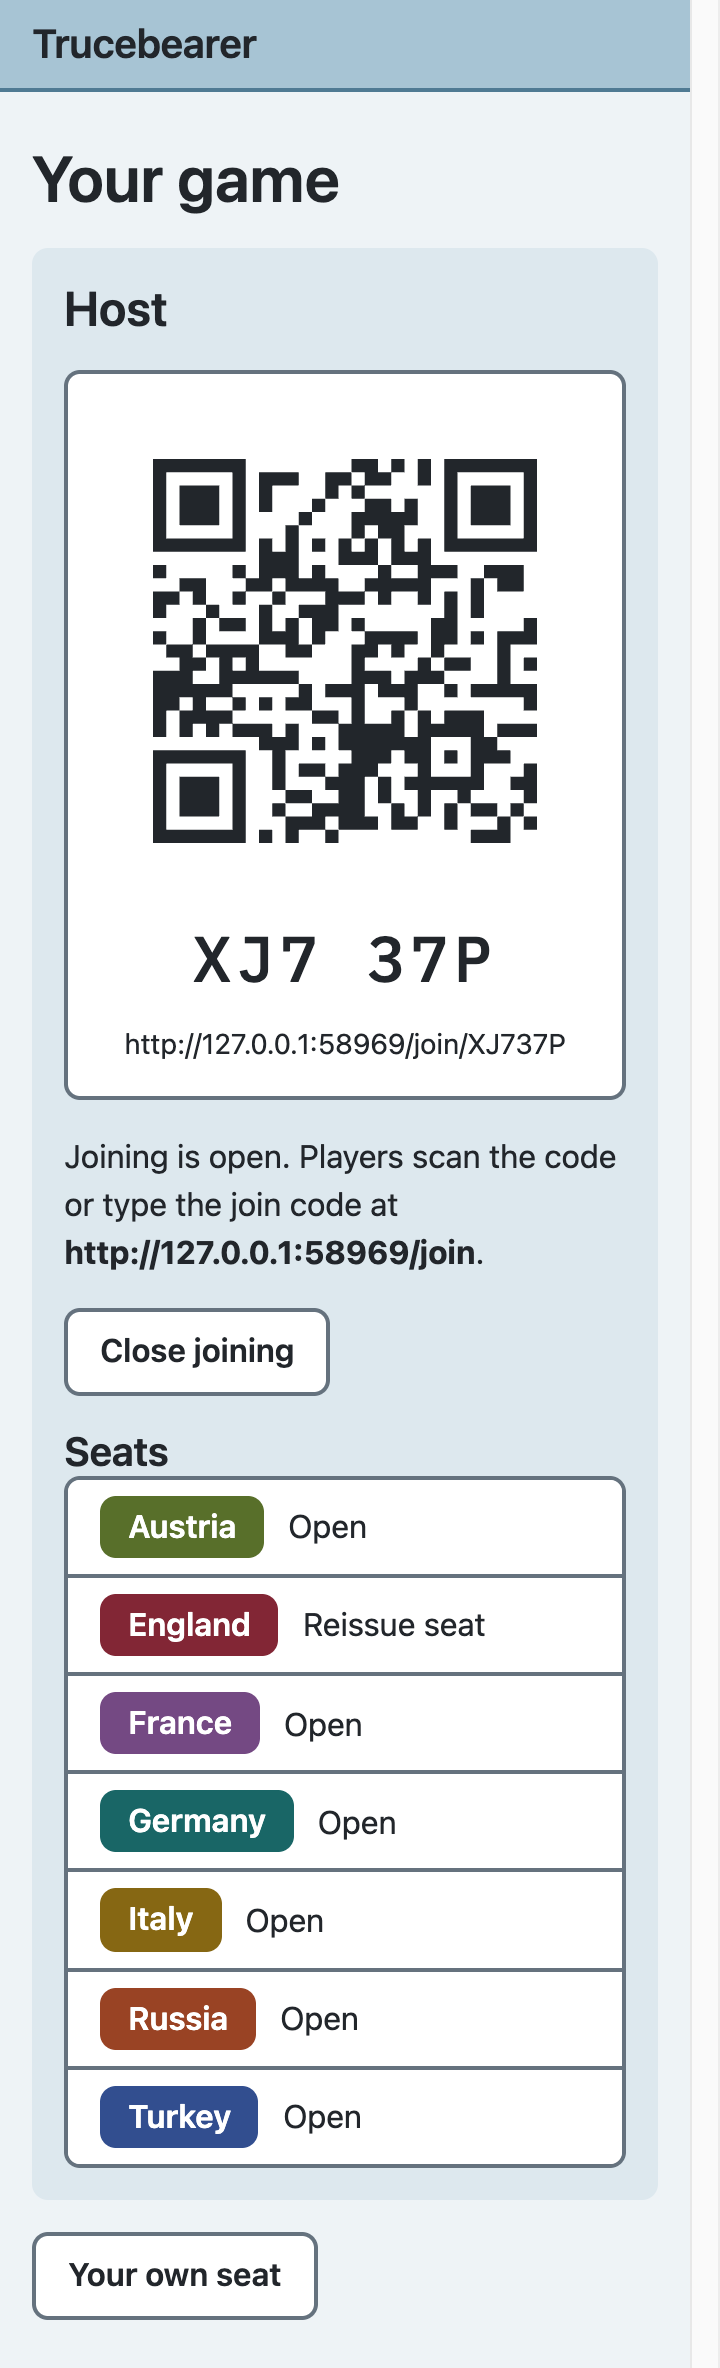 Trucebearer
Your game
Host
XJ7 37P
http://127.0.0.1:58969/join/XJ737P
Joining is open. Players scan the code
or type the join code at
http://127.0.0.1:58969/join.
Close joining
Seats
Austria Open
England Reissue seat
France Open
Germany Open
Italy Open
Russia Open
Turkey Open
Your own seat